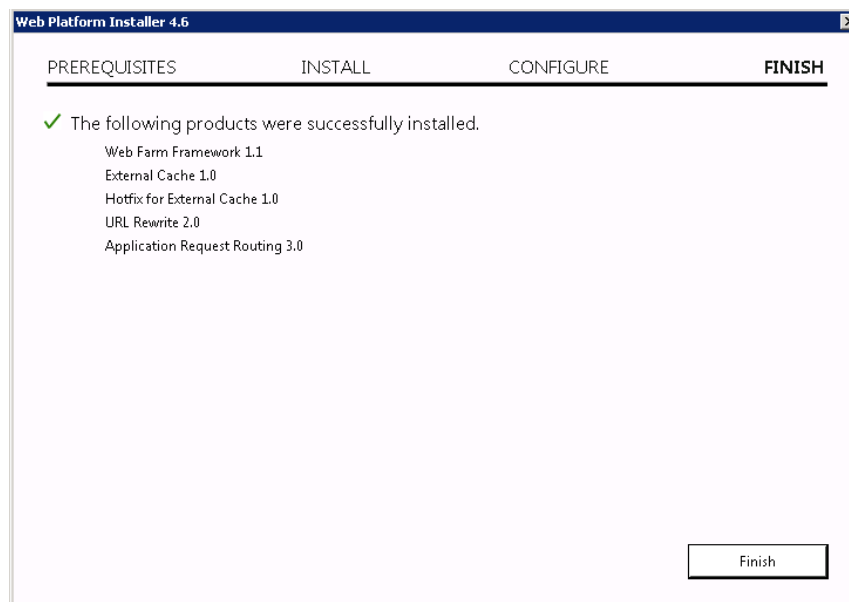 Web Platform Installer 4.6
PREREQUISITES INSTALL CONFIGURE FINISH
The following products were successfully installed.
Web Farm Framework 1.1
External Cache 1.0
Hotfix for External Cache 1.0
URL Rewrite 2.0
Application Request Routing 3.0
Finish